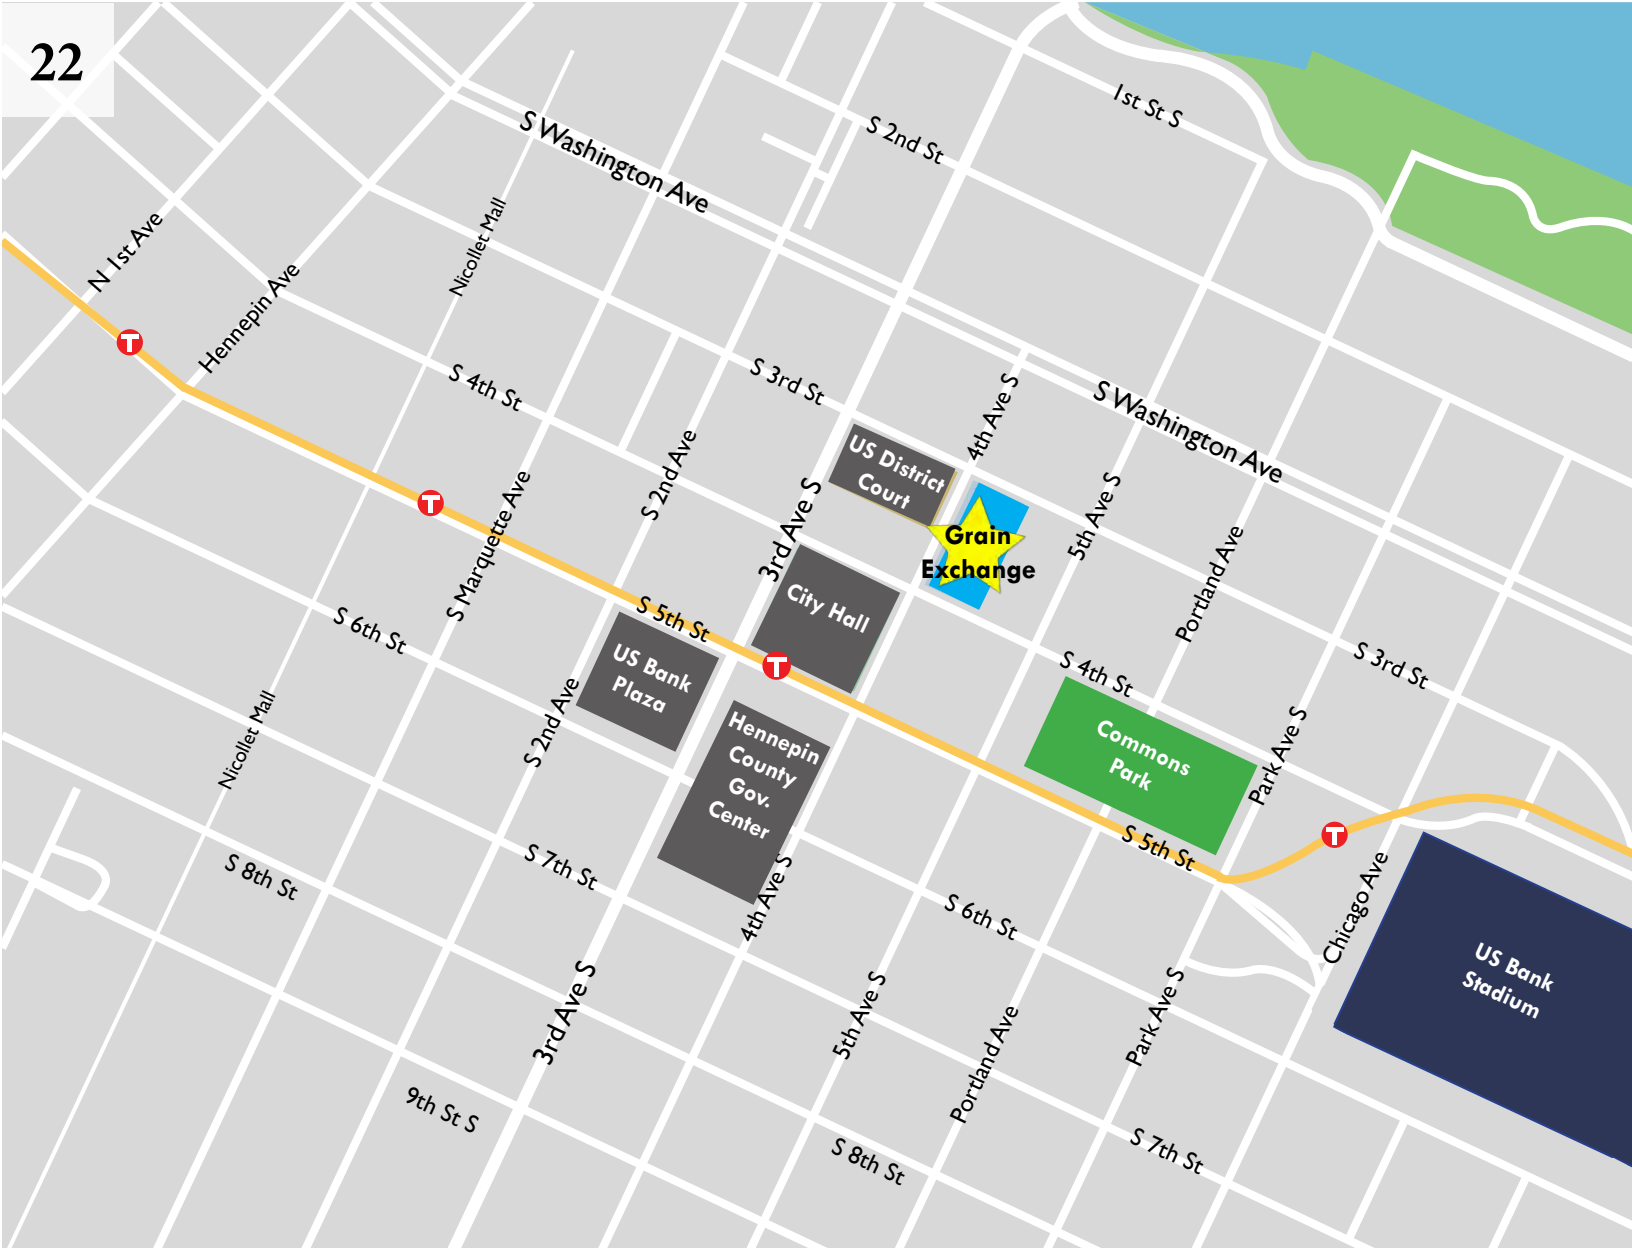 22
1st St S
S 2nd St
S Washington Ave
Nicollet Mall
N 1st Ave
Hennepin Ave
S 4th St
S 3rd St
4th Ave S
S Washington Ave
US District
Court
S 2nd Ave
3rd Ave S
S Marquette Ave
5th Ave S
Portland Ave
Grain
Exchange
City Hall
S 5th St
S 6th St
US Bank
Plaza
T
T
T
T
S 4th St
S 3rd St
Commons
Park
Park Ave S
S 2nd Ave
Nicollet Mall
Hennepin
County
Gov.
Center
S 5th St
Chicago Ave
S 8th St
S 7th St
4th Ave S
S 6th St
US Bank
Stadium
3rd Ave S
5th Ave S
Portland Ave
Park Ave S
9th St S
S 8th St
S 7th St